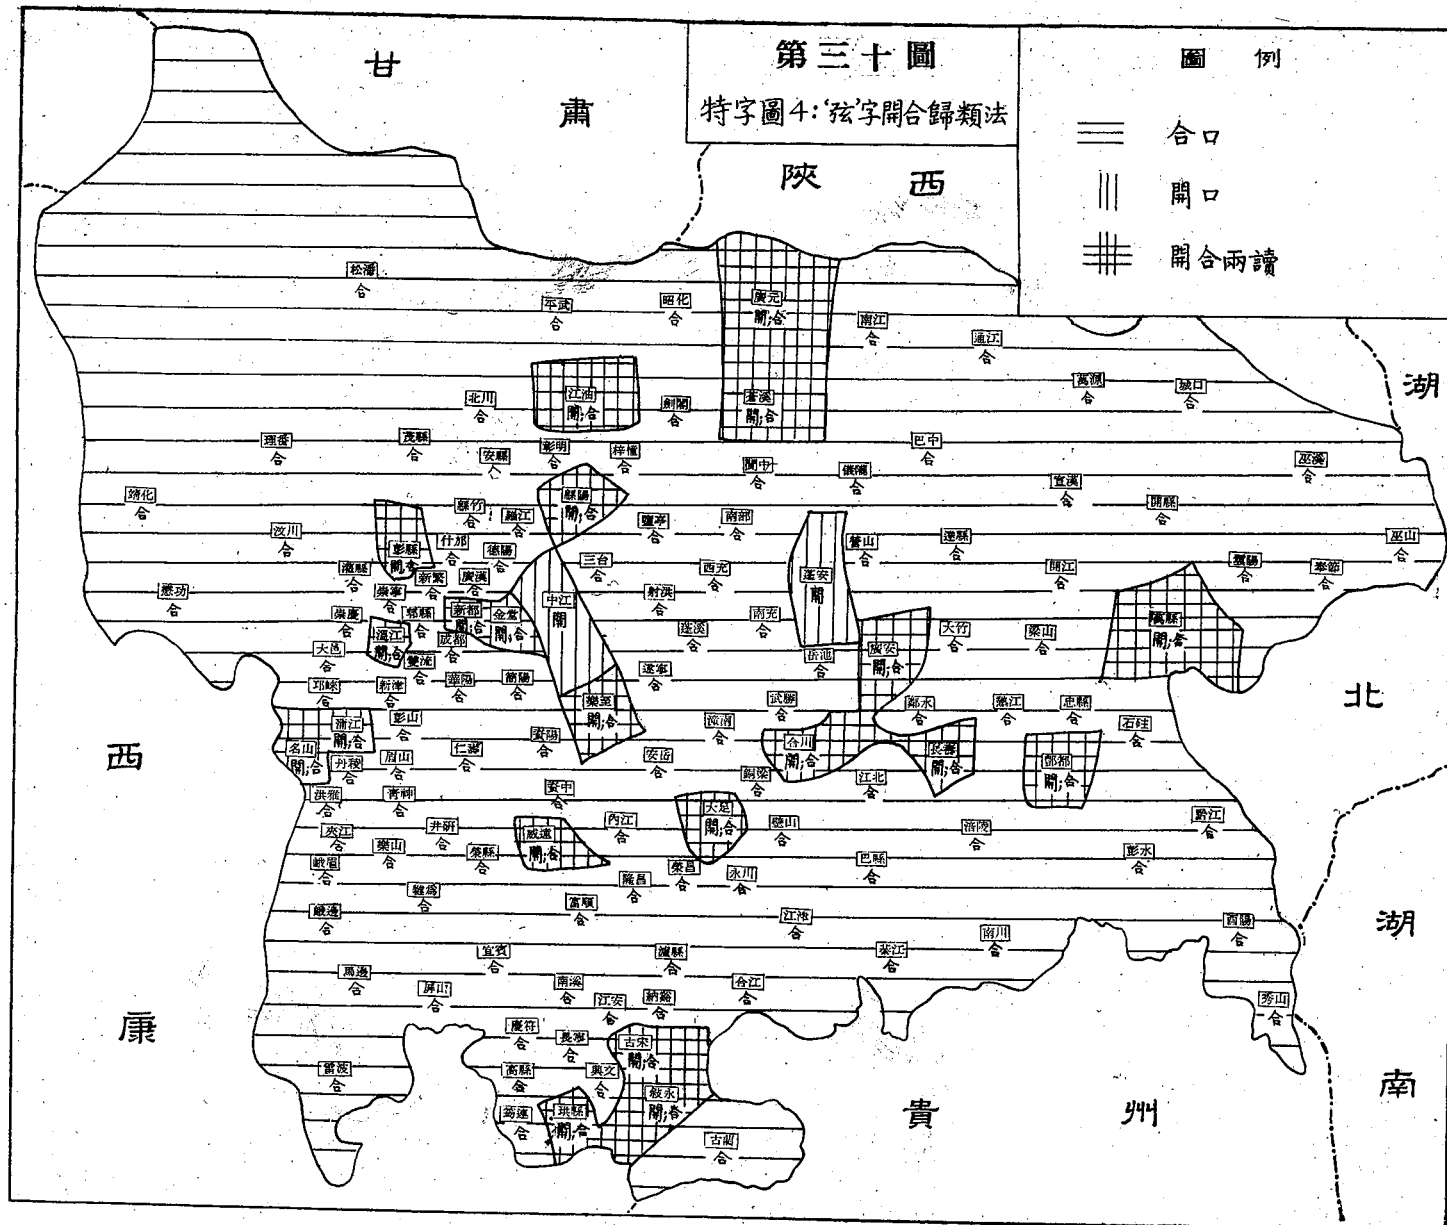 第三十圖
特字圖4:‘弦’字開合歸類法
圖例
合口
開口
開合兩讀
甘
肅
陝 西
湖
北
湖
南
西
康
貴 州
松潘
合
平武
合
昭化
合
廣元
開;合
南江
合
通江
合
萬源
合
城口
合
北川
合
江油
開;合
劍閣
合
蒼溪
開;合
理番
合
茂縣
合
安縣
合
彰明
合
梓潼
合
閬中
合
儀隴
合
巴中
合
宣漢
合
開縣
合
巫溪
合
靖化
合
汶川
合
綿竹
合
羅江
合
緜陽
開;合
鹽亭
合
南部
合
營山
合
達縣
合
開江
合
雲陽
合
奉節
合
巫山
合
懋功
合
灌縣
合
彭縣
開;合
什邡
合
德陽
合
三台
合
西充
合
蓬安
開
崇寧
合
新繁
合
廣漢
合
中江
開
射洪
合
南充
合
崇慶
合
郫縣
合
新都
開;合
金堂
開;合
蓬溪
合
大竹
合
梁山
合
萬縣
開;合
大邑
合
溫江
開;合
成都
合
雙流
合
遂寧
合
岳池
合
廣安
開;合
邛崍
合
新津
合
華陽
合
簡陽
合
樂至
開;合
武勝
合
鄰水
合
墊江
合
忠縣
合
石砫
合
蒲江
開;合
彭山
合
名山
開;合
丹稜
合
眉山
合
仁壽
合
資陽
合
安岳
合
潼南
合
銅梁
合
合川
開;合
江北
合
長壽
開;合
酆都
開;合
洪雅
合
青神
合
資中
合
夾江
合
樂山
合
井研
合
榮縣
合
威遠
開;合
內江
合
大足
開;合
璧山
合
涪陵
合
黔江
合
峨眉
合
犍爲
合
隆昌
合
榮昌
合
永川
合
巴縣
合
彭水
合
峨邊
合
富順
合
江津
合
南川
合
酉陽
合
馬邊
合
屏山
合
宜賓
合
南溪
合
江安
合
瀘縣
合
納谿
合
合江
合
綦江
合
秀山
合
雷波
合
慶符
合
長寧
合
高縣
合
興文
合
古宋
開;合
敍永
開;合
筠連
合
珙縣
開;合
古藺
合